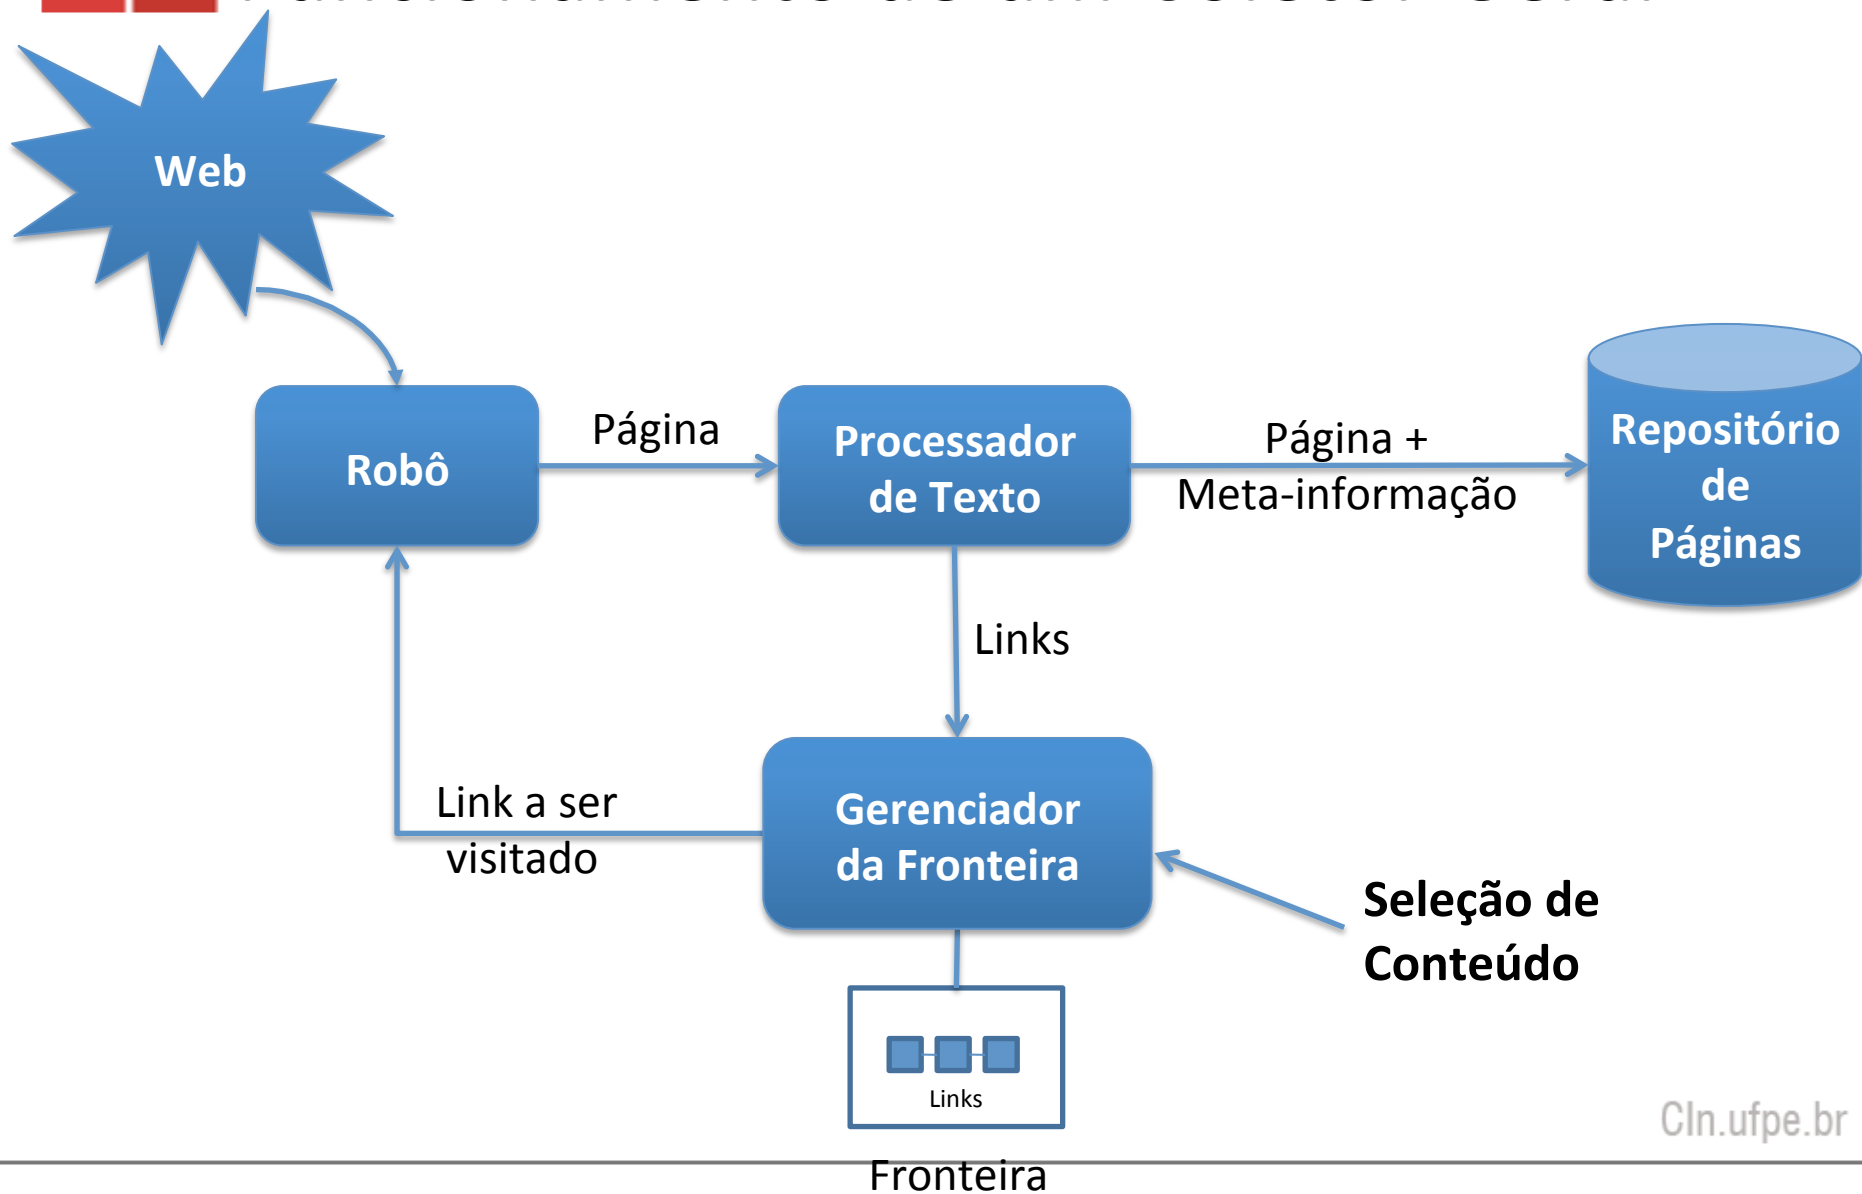 Web
Robô
Página
Processador
de Texto
Página +
Meta-informação
Repositório
de
Páginas
Links
Link a ser
visitado
Gerenciador
da Fronteira
Seleção de
Conteúdo
Links
Fronteira
CIn.ufpe.br